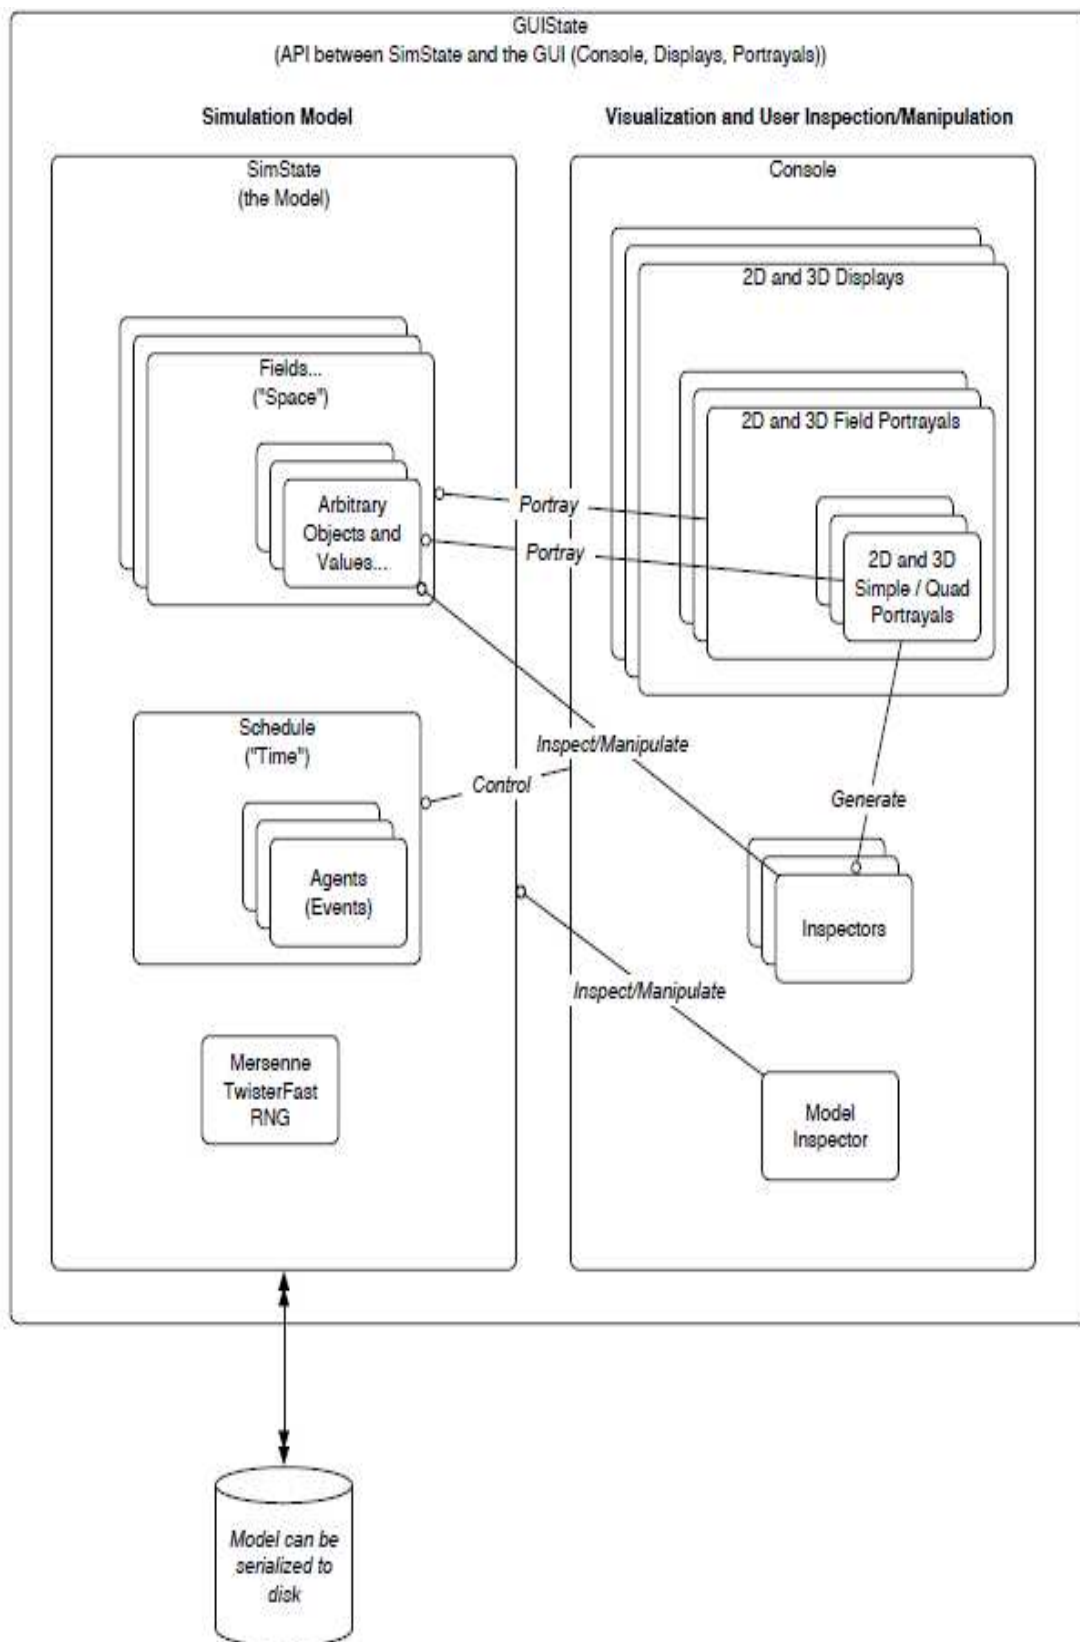 GUIState
(API between SimState and the GUI (Console, Displays, Portrayals))
Simulation Model
Visualization and User Inspection/Manipulation
SimState
(the Model)
Console
2D and 3D Displays
Fields...
("Space")
2D and 3D Field Portrayals
Arbitrary
Objects and
Values...
Portray
Portray
2D and 3D
Simple / Quad
Portrayals
Schedule
("Time")
Inspect/Manipulate
Control
Generate
Agents
(Events)
Inspectors
Inspect/Manipulate
Mersenne
TwisterFast
RNG
Model
Inspector
Model can be
serialized to
disk